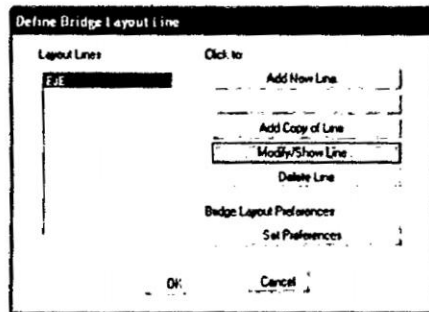 Define Bridge Layout Line
Layout Lines
Click to
EJE
Add New Line
Add Copy of Line
Modify/Show Line
Delete Line
Bridge Layout Preferences
Set Preferences
OK
Cancel